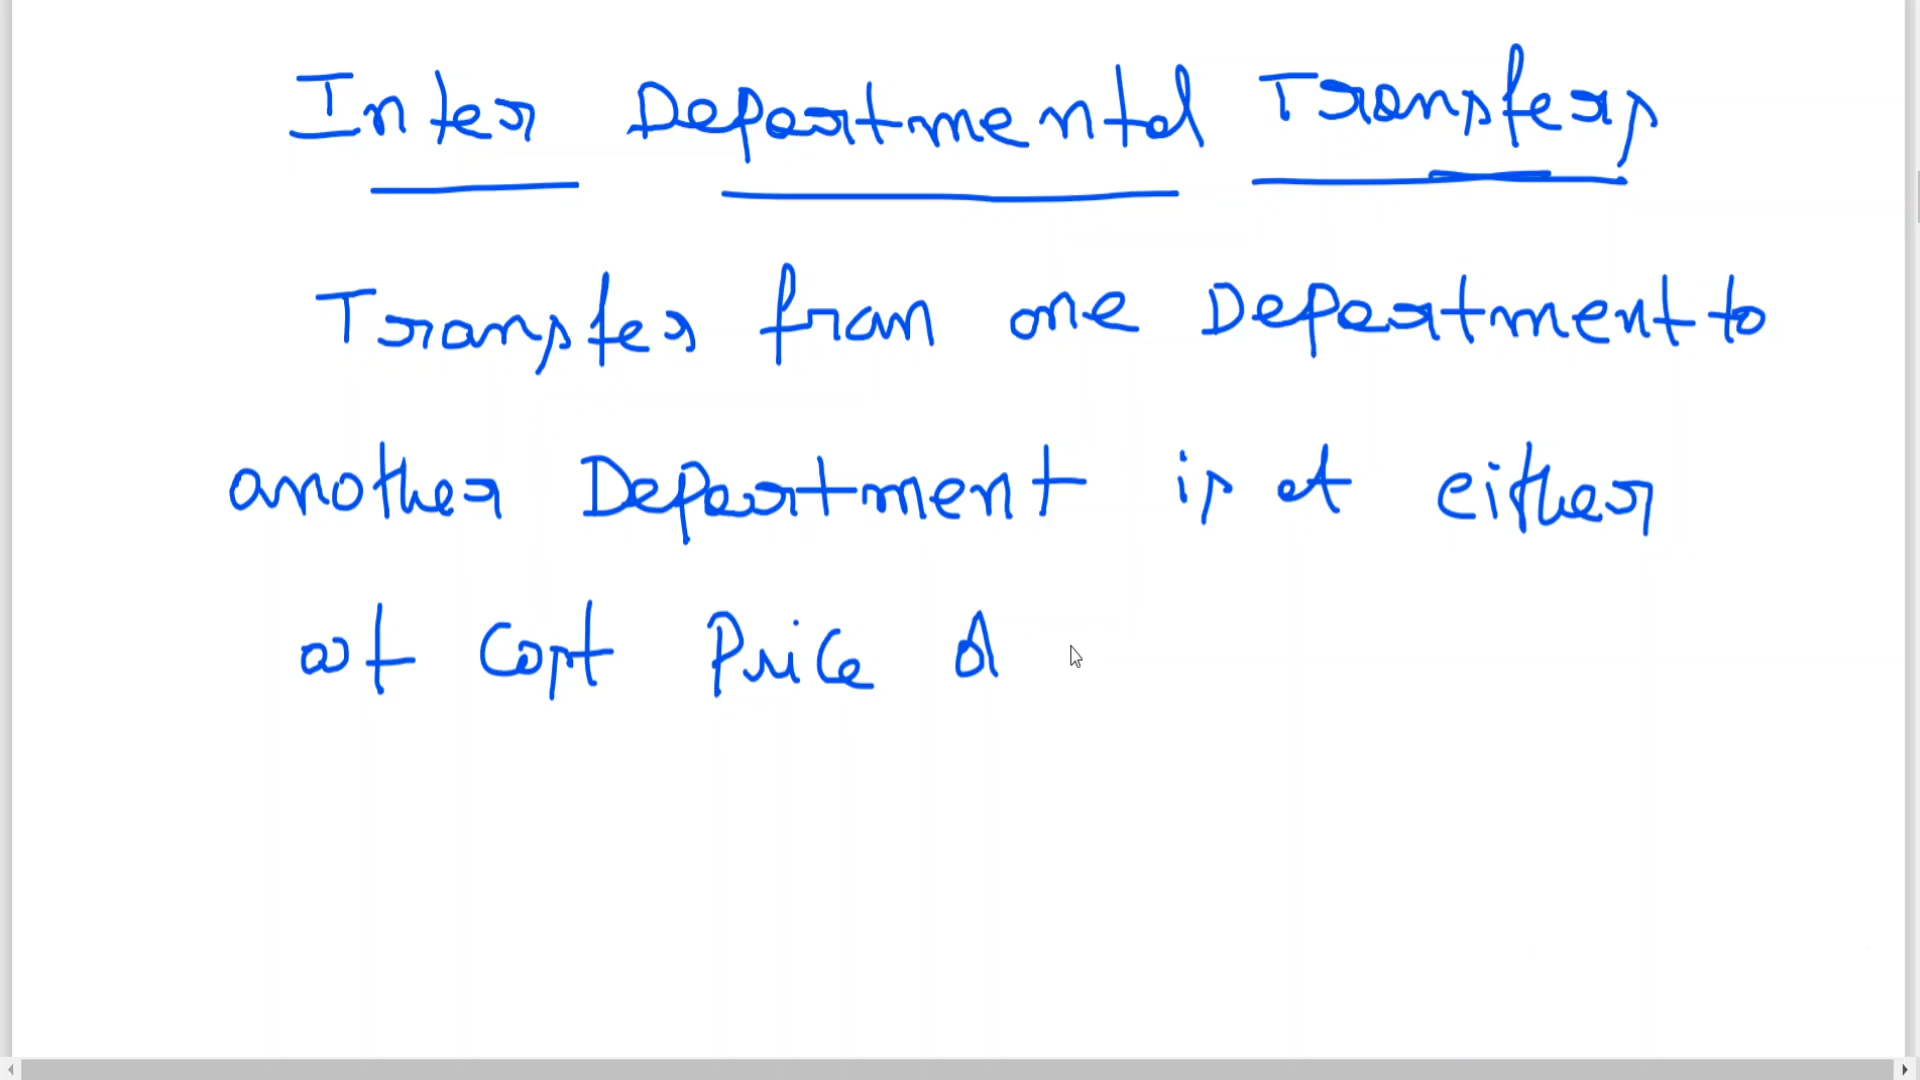 Inter Departmental Transfers
Transfer from one Department to
another Department is at either
at Cost Price or